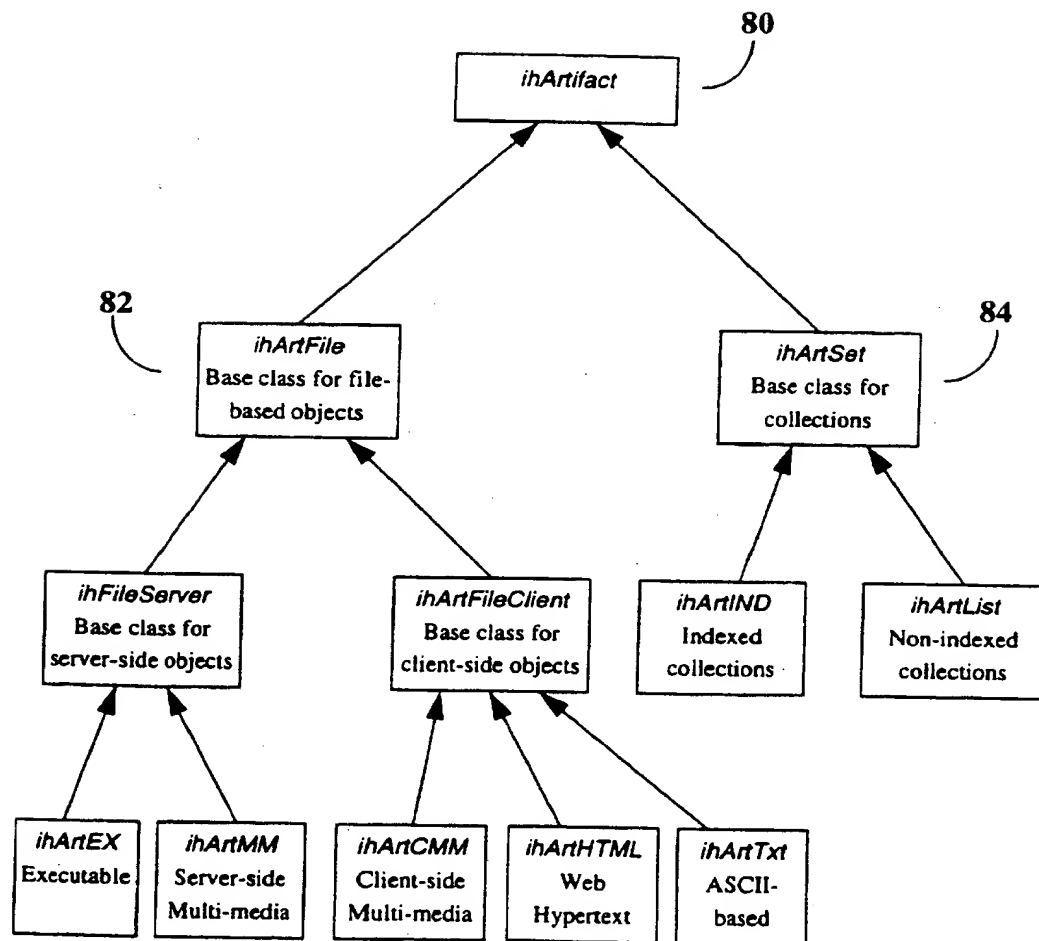 80
ihArtifact
82
ihArtFile
Base class for file-
based objects
84
ihArtSet
Base class for
collections
ihFileServer
Base class for
server-side objects
ihArtFileClient
Base class for
client-side objects
ihArtIND
Indexed
collections
ihArtList
Non-indexed
collections
ihArtEX
Executable
ihArtMM
Server-side
Multi-media
ihArtCMM
Client-side
Multi-media
ihArtHTML
Web
Hypertext
ihArtTxt
ASCII-
based